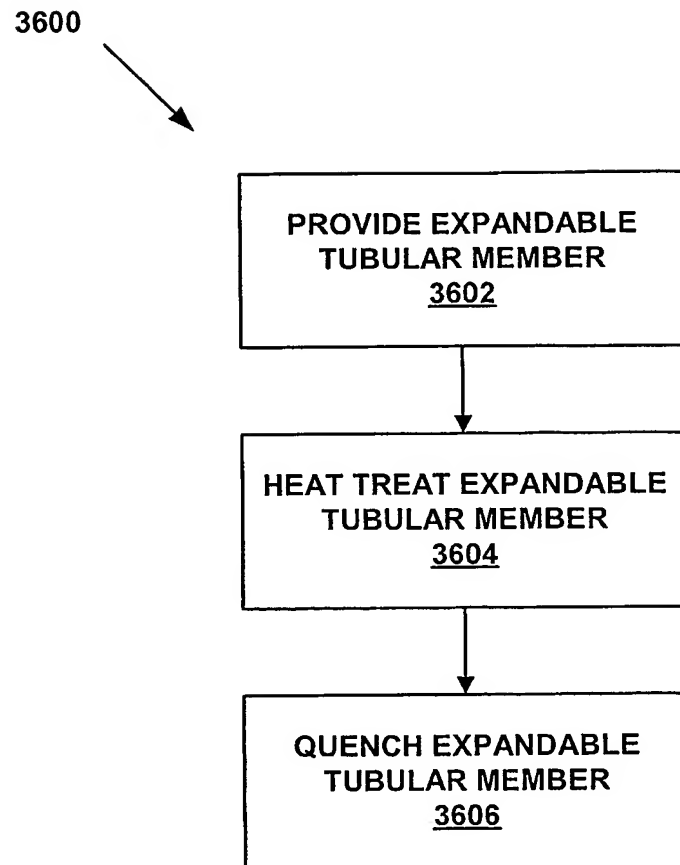 3600
PROVIDE EXPANDABLE
TUBULAR MEMBER
3602
HEAT TREAT EXPANDABLE
TUBULAR MEMBER
3604
QUENCH EXPANDABLE
TUBULAR MEMBER
3606